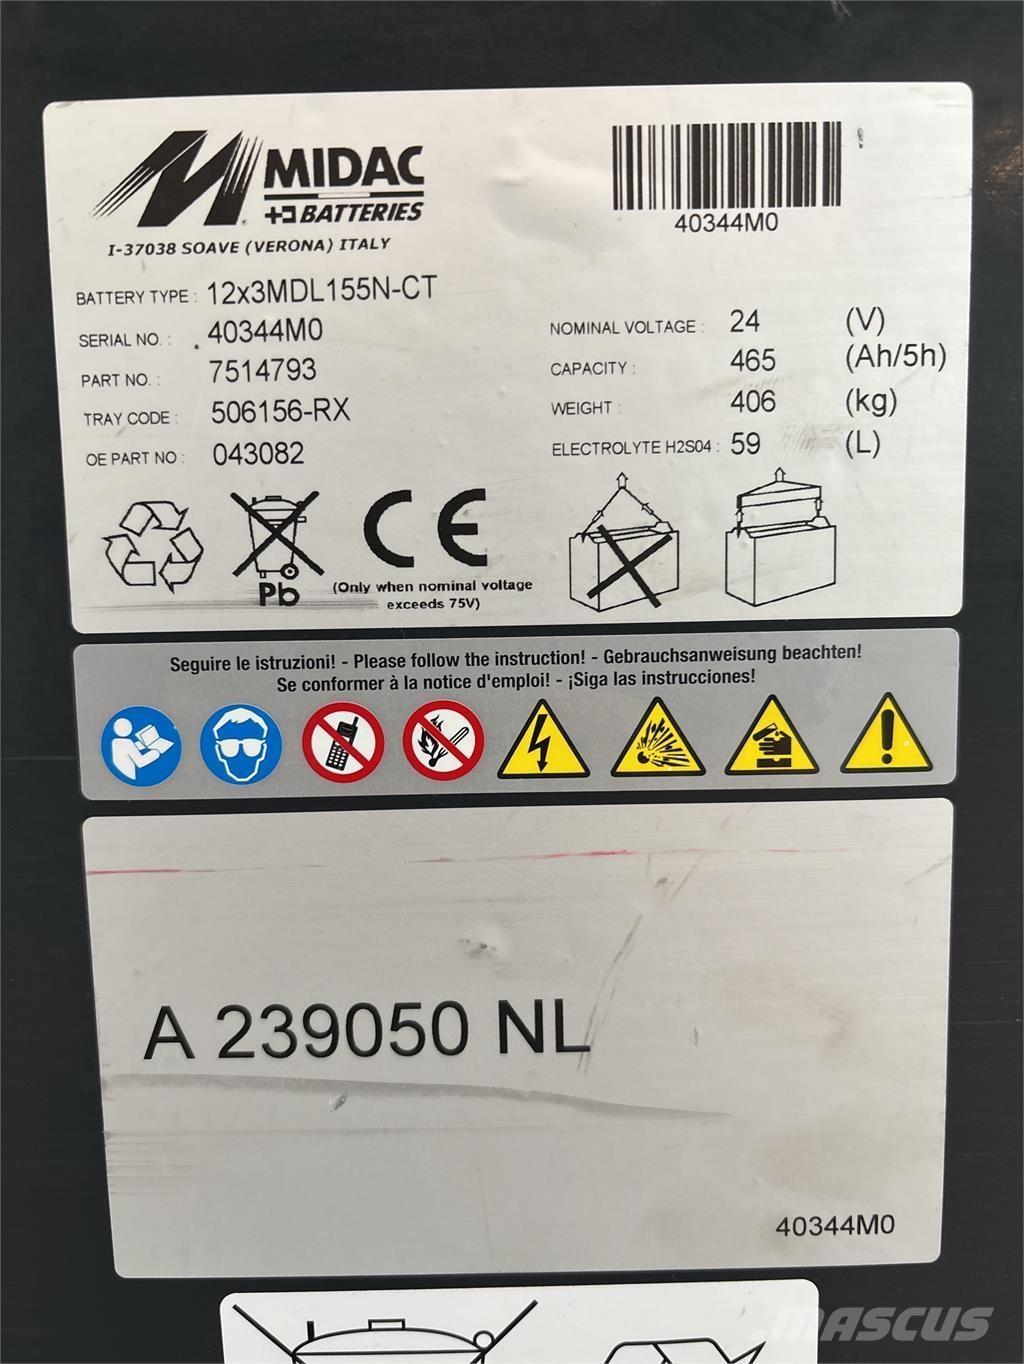 MIDAC
BATTERIES
I-37038 SOAVE (VERONA) ITALY
40344M0
BATTERY TYPE : 12x3MDL155N-CT
SERIAL NO. : 40344M0
PART NO. : 7514793
TRAY CODE : 506156-RX
OE PART NO : 043082
NOMINAL VOLTAGE : 24 (V)
CAPACITY : 465 (Ah/5h)
WEIGHT : 406 (kg)
ELECTROLYTE H2S04 : 59 (L)
Pb
CE
(Only when nominal voltage
exceeds 75V)
Seguire le istruzioni! - Please follow the instruction! - Gebrauchsanweisung beachten!
Se conformer à la notice d'emploi! - ¡Siga las instrucciones!
A 239050 NL
40344M0
MASCUS